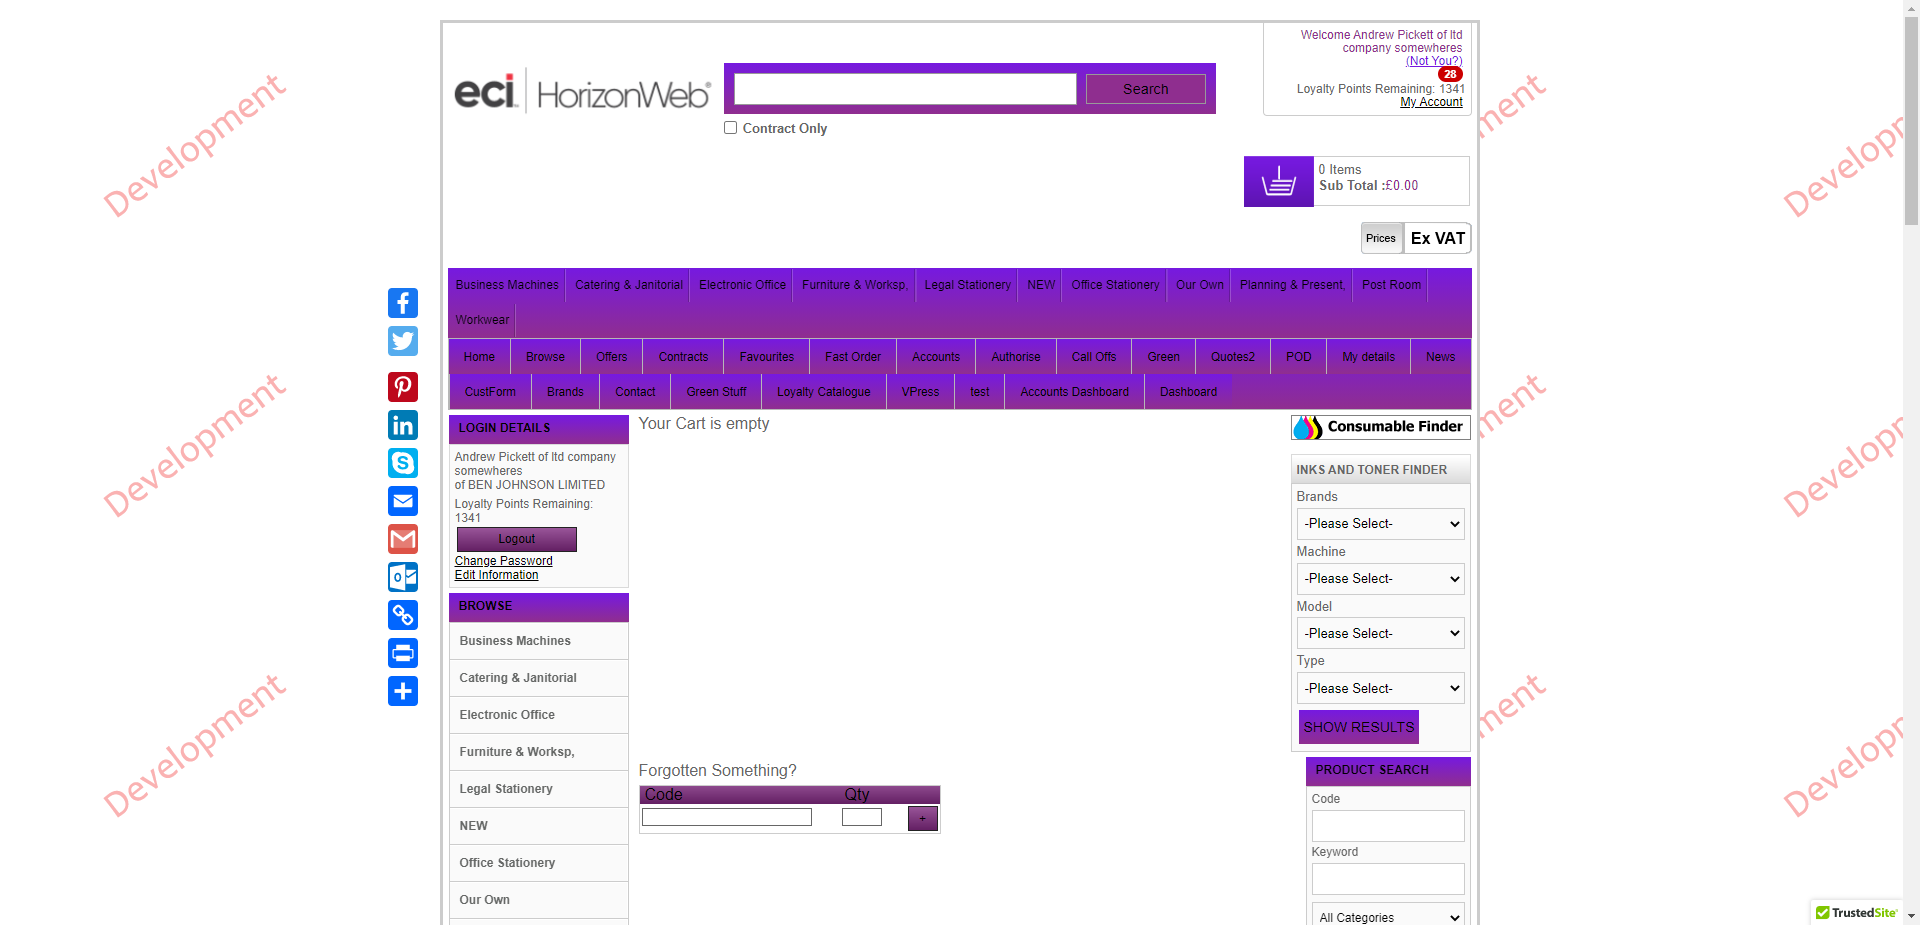 Welcome Andrew Pickett of ltd
company somewheres
(Not You?)
28
Loyalty Points Remaining: 1341
My Account
eci HorizonWeb®
Search
Contract Only
0 Items
Sub Total :£0.00
Prices Ex VAT
Business Machines Catering & Janitorial Electronic Office Furniture & Worksp, Legal Stationery NEW Office Stationery Our Own Planning & Present, Post Room
Workwear
Home Browse Offers Contracts Favourites Fast Order Accounts Authorise Call Offs Green Quotes2 POD My details News
CustForm Brands Contact Green Stuff Loyalty Catalogue VPress test Accounts Dashboard Dashboard
LOGIN DETAILS
Andrew Pickett of ltd company
somewheres
of BEN JOHNSON LIMITED
Loyalty Points Remaining:
1341
Logout
Change Password
Edit Information
BROWSE
Business Machines
Catering & Janitorial
Electronic Office
Furniture & Worksp,
Legal Stationery
NEW
Office Stationery
Our Own
Your Cart is empty
Forgotten Something?
Code Qty
+
Consumable Finder
INKS AND TONER FINDER
Brands
-Please Select-
Machine
-Please Select-
Model
-Please Select-
Type
-Please Select-
SHOW RESULTS
PRODUCT SEARCH
Code
Keyword
All Categories
TrustedSite
Development
Development
Development
ment
ment
ment
Developm
Developm
Developm